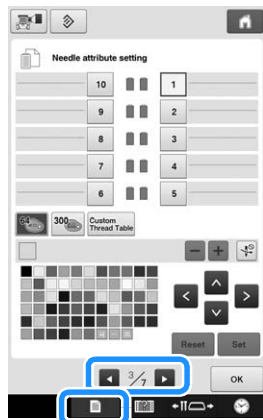 Needle attribute setting
10 1
9 2
8 3
7 4
6 5
64 300 Custom
Thread Table
Reset Set
3/7 OK